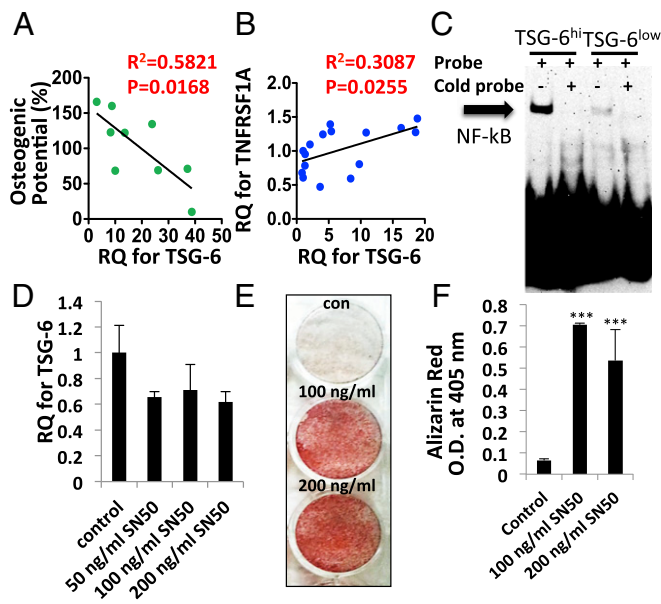 A
R²=0.5821
P=0.0168
Osteogenic
Potential (%)
200
150
100
50
0
0 10 20 30 40 50
RQ for TSG-6
B
R²=0.3087
P=0.0255
RQ for TNFRSF1A
2.0
1.5
1.0
0.5
0.0
0 5 10 15 20
RQ for TSG-6
C
TSG-6hi TSG-6low
Probe + + + +
Cold probe - + - +
NF-kB
D
RQ for TSG-6
1.4
1.2
1
0.8
0.6
0.4
0.2
0
control
50 ng/ml SN50
100 ng/ml SN50
200 ng/ml SN50
E
con
100 ng/ml
200 ng/ml
F
Alizarin Red
O.D. at 405 nm
0.8
0.7
0.6
0.5
0.4
0.3
0.2
0.1
0
*** ***
Control
100 ng/ml SN50
200 ng/ml SN50